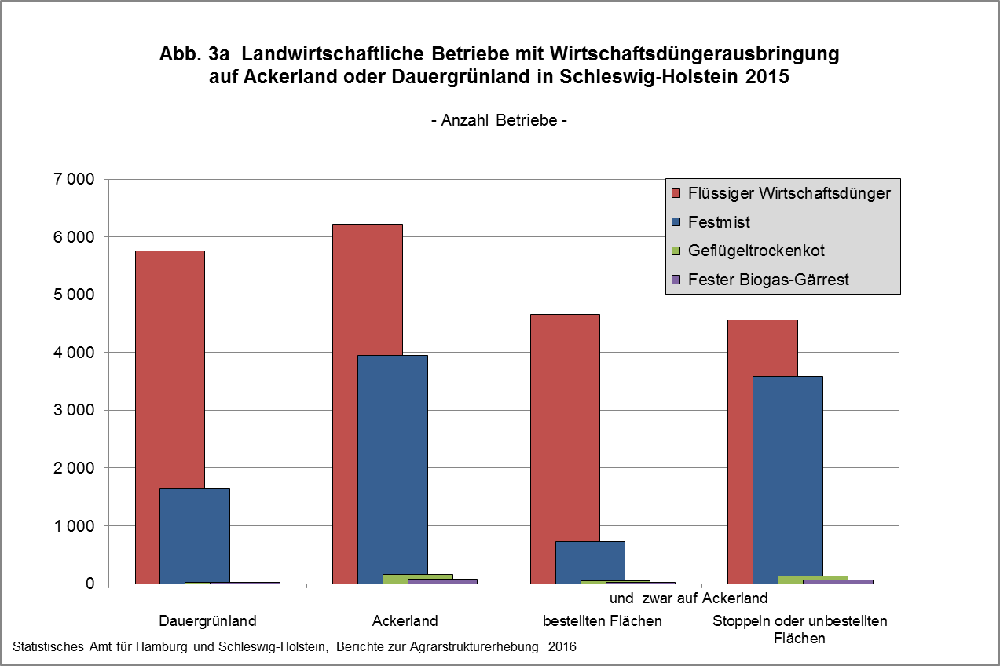 Abb. 3a Landwirtschaftliche Betriebe mit Wirtschaftsdüngerausbringung
auf Ackerland oder Dauergrünland in Schleswig-Holstein 2015
- Anzahl Betriebe -
7 000
6 000
5 000
4 000
3 000
2 000
1 000
0
Flüssiger Wirtschaftsdünger
Festmist
Geflügeltrockenkot
Fester Biogas-Gärrest
und zwar auf Ackerland
Dauergrünland
Ackerland
bestellten Flächen
Stoppeln oder unbestellten
Flächen
Statistisches Amt für Hamburg und Schleswig-Holstein, Berichte zur Agrarstrukturerhebung 2016